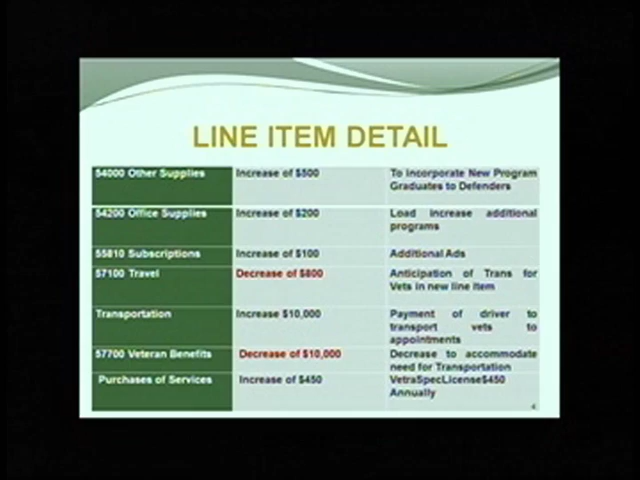 LINE ITEM DETAIL
54000 Other Supplies
Increase of $500
To Incorporate New Program
Graduates to Defenders
54200 Office Supplies
Increase of $200
Load increase additional
programs
55810 Subscriptions
Increase of $100
Additional Ads
57100 Travel
Decrease of $800
Anticipation of Trans for
Vets in new line item
Transportation
Increase $10,000
Payment of driver to
transport vets to
appointments
57700 Veteran Benefits
Decrease of $10,000
Decrease to accommodate
need for Transportation
Purchases of Services
Increase of $450
VetraSpecLicense$450
Annually
4